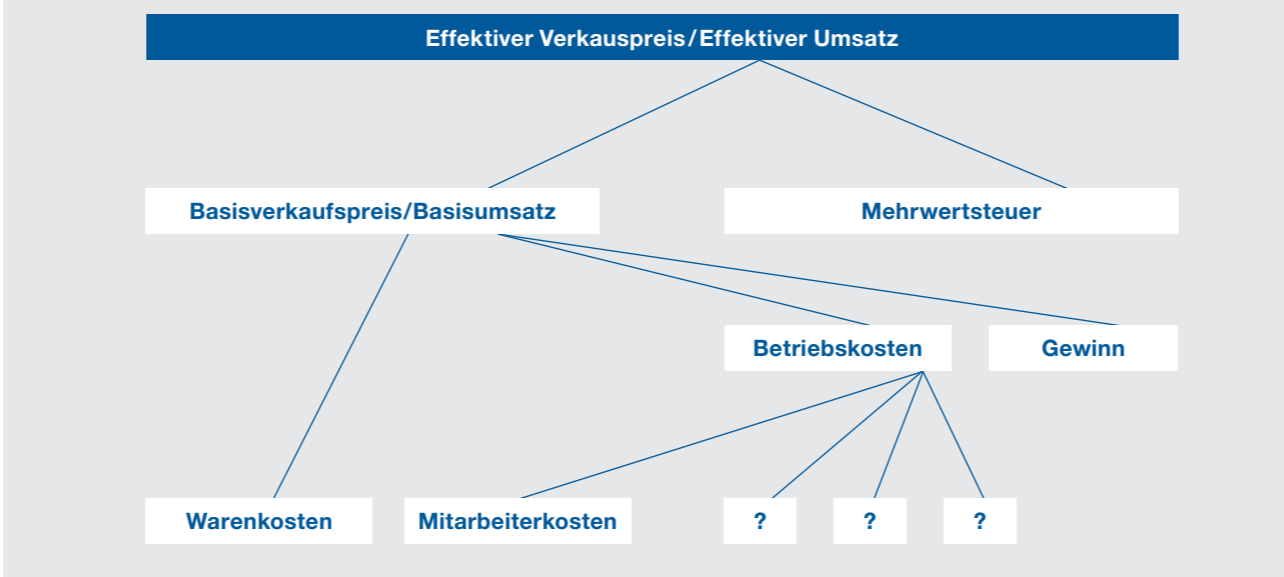 Effektiver Verkauspreis/Effektiver Umsatz
Basisverkaufspreis/Basisumsatz
Mehrwertsteuer
Betriebskosten
Gewinn
Warenkosten
Mitarbeiterkosten
?
?
?